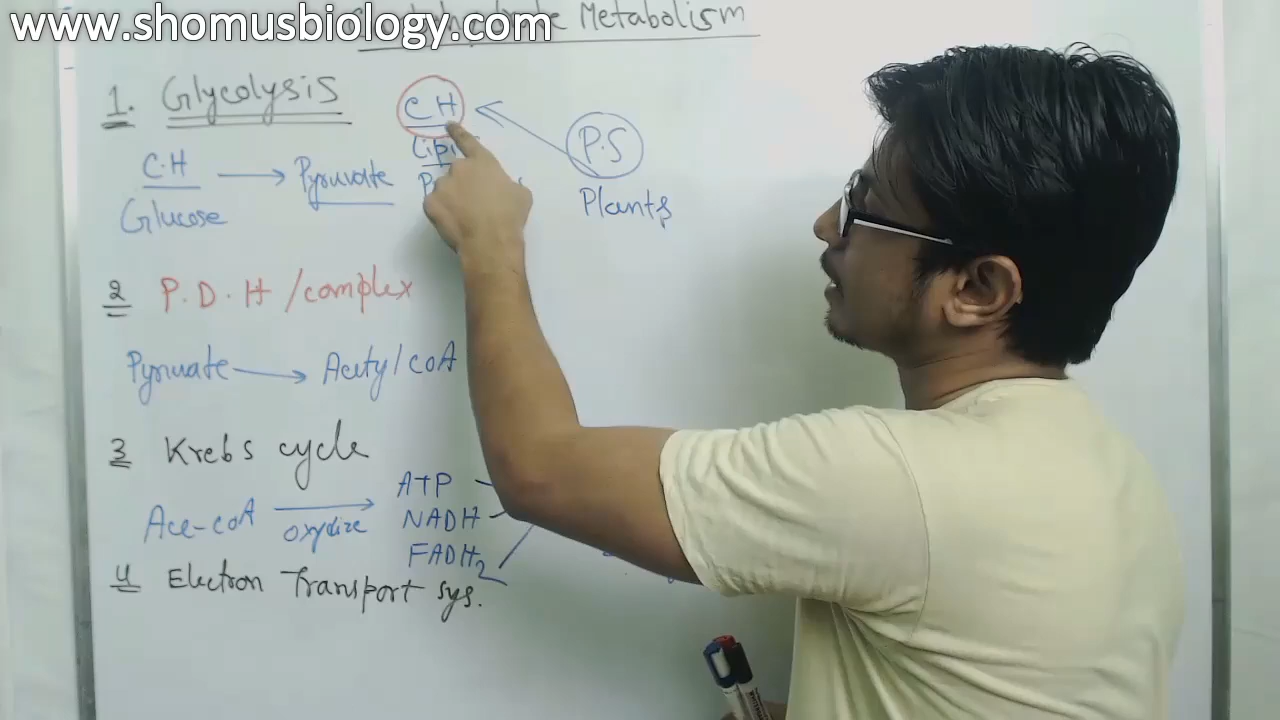 www.shomusbiology.com
Metabolism
1. Glycolysis
C.H → Pyruvate
Glucose
C H
P.S
Plants
2 P.D.H / complex
Pyruvate → Acetyl CoA
3 Krebs cycle
Ace-coA → ATP
oxydize NADH
FADH2
4 Electron Transport sys.